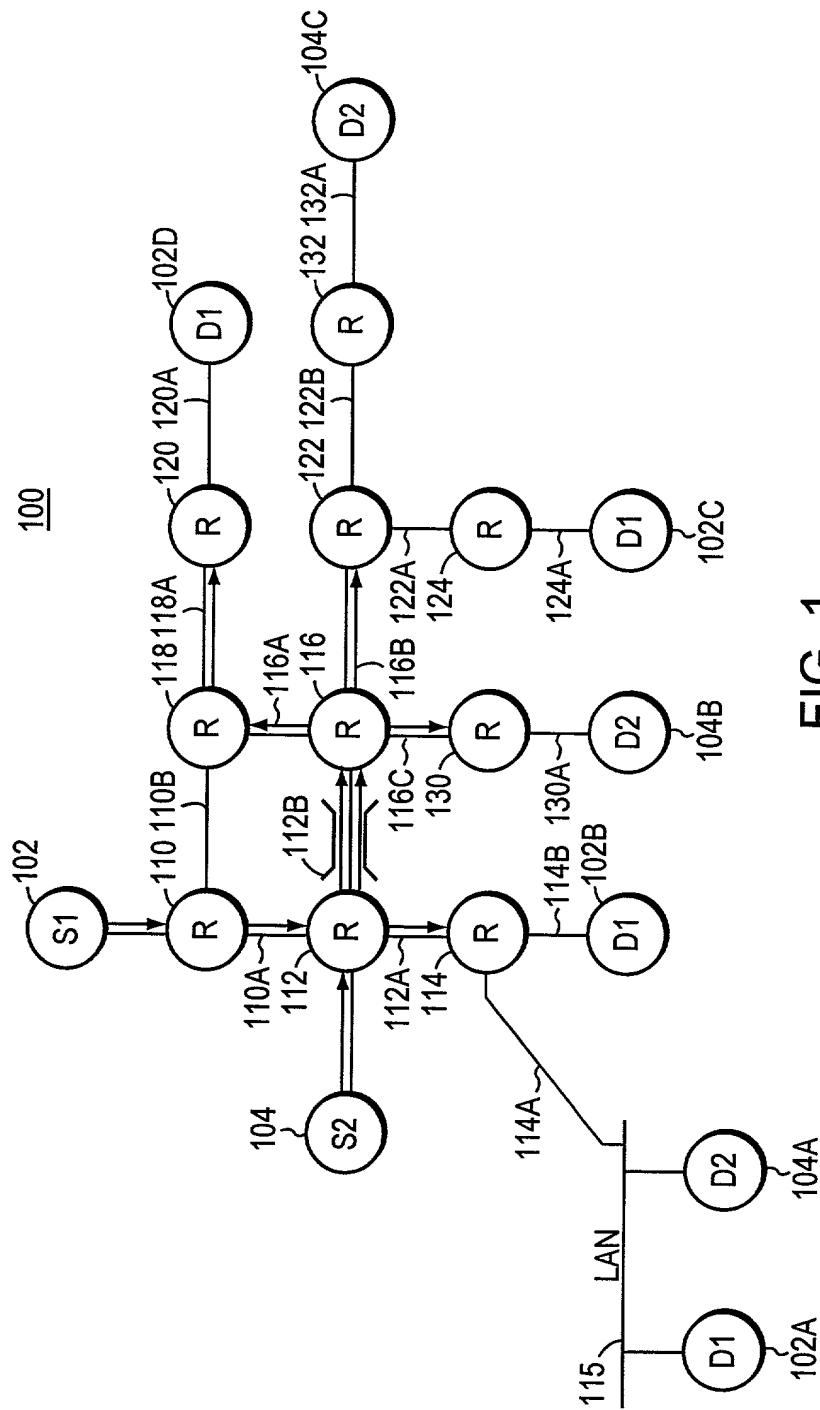 100
102
S1
110
R
110B
118
R
118A
120
R
120A
102D
D1
110A
116A
104
S2
112
R
112B
116
R
116B
122
R
122B
132
R
132A
104C
D2
112A
114
R
116C
130
R
122A
124
R
114A
114B
102B
D1
130A
D2
104B
124A
D1
102C
115
LAN
D1
102A
D2
104A
FIG. 1